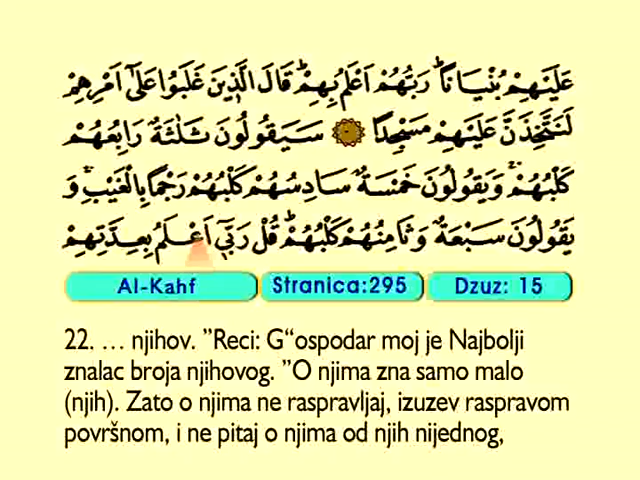 عَلَيْهِمْ بُنْيَانًا ۖ رَبُّهُمْ اَعْلَمُ بِهِمْ ۚ قَالَ الَّذِينَ غَلَبُوا عَلَىٰ اَمْرِهِمْ
لَنَتَّخِذَنَّ عَلَيْهِمْ مَسْجِدًا سَيَقُولُونَ ثَلٰثَةٌ رَابِعُهُمْ
كَلْبُهُمْ ۚ وَيَقُولُونَ خَمْسَةٌ سَادِسُهُمْ كَلْبُهُمْ رَجْمًا بِالْغَيْبِ ۚ وَ
يَقُولُونَ سَبْعَةٌ وَثَامِنُهُمْ كَلْبُهُمْ ۚ قُلْ رَبِّي اَعْلَمُ بِعِدَّتِهِمْ
Al-Kahf Stranica:295 Dzuz: 15
22. … njihov. ”Reci: G“ospodar moj je Najbolji
znalac broja njihovog. ”O njima zna samo malo
(njih). Zato o njima ne raspravljaj, izuzev raspravom
površnom, i ne pitaj o njima od njih nijednog,